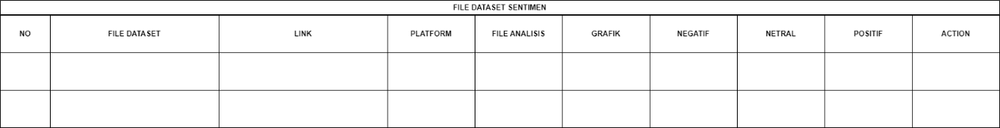 FILE DATASET SENTIMEN
NO FILE DATASET LINK PLATFORM FILE ANALISIS GRAFIK NEGATIF NETRAL POSITIF ACTION